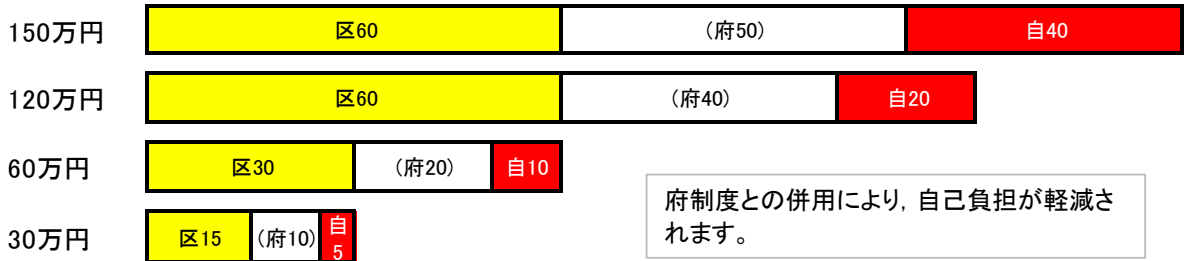 150万円 区60 （府50） 自40
120万円 区60 （府40） 自20
60万円 区30 （府20） 自10
30万円 区15 （府10） 自5
府制度との併用により，自己負担が軽減さ
れます。